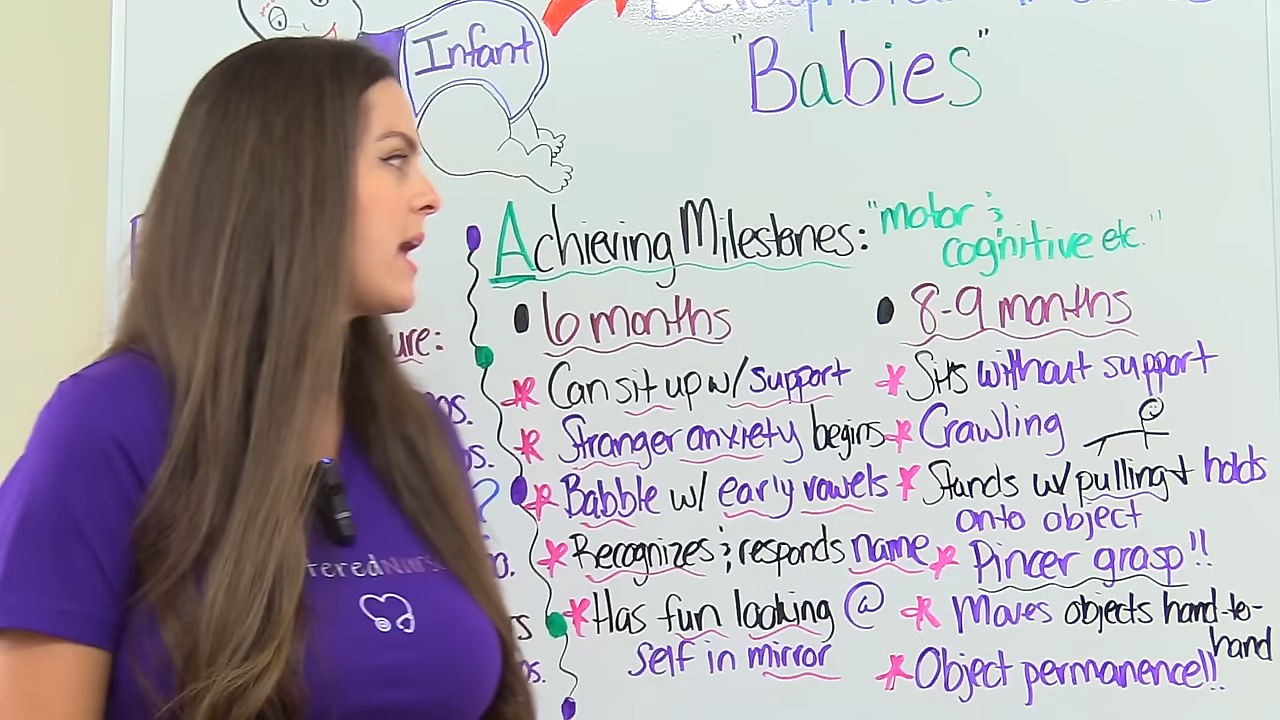 Infant
"Babies"
Achieving Milestones: "motor &
cognitive etc."
6 months
Can sit up w/ support
Stranger anxiety begins
Babble w/ early vowels
Recognizes & responds name
Has fun looking @
self in mirror
8-9 months
Sits without support
Crawling
Stands w/ pulling + holds
onto object
Pincer grasp!!
Moves objects hand-to-
hand
Object permanence!!
ure:
os.
s.
?
o.
s
os.
teredNurs